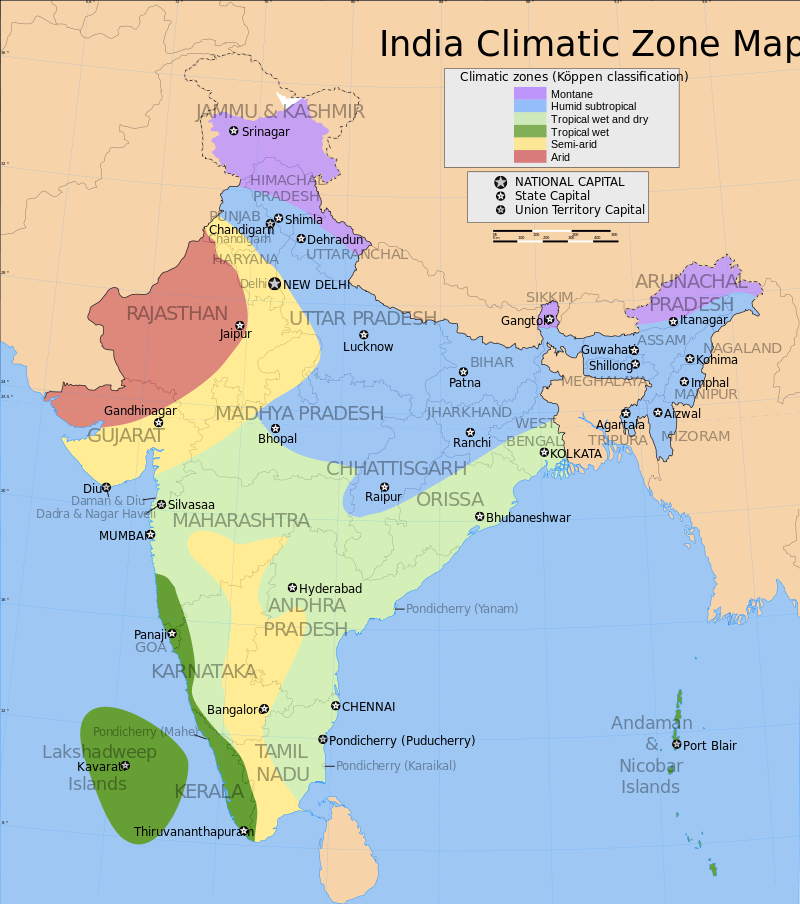 India Climatic Zone Map
Climatic zones (Köppen classification)
Montane
Humid subtropical
Tropical wet and dry
Tropical wet
Semi-arid
Arid
NATIONAL CAPITAL
State Capital
Union Territory Capital
JAMMU & KASHMIR
Srinagar
HIMACHAL
PRADESH
PUNJAB
Shimla
Chandigarh
Chandigarh
Dehradun
UTTARANCHAL
HARYANA
Delhi
NEW DELHI
RAJASTHAN
Jaipur
UTTAR PRADESH
Lucknow
SIKKIM
Gangtok
ARUNACHAL
PRADESH
Itanagar
ASSAM
Guwahati
NAGALAND
Kohima
Shillong
MEGHALAYA
Imphal
MANIPUR
BIHAR
Patna
Gandhinagar
GUJARAT
MADHYA PRADESH
Bhopal
JHARKHAND
Ranchi
WEST
BENGAL
KOLKATA
Agartala
TRIPURA
Aizwal
MIZORAM
CHHATTISGARH
Raipur
ORISSA
Bhubaneshwar
Diu
Daman & Diu
Dadra & Nagar Haveli
Silvasaa
MAHARASHTRA
MUMBAI
Hyderabad
ANDHRA
PRADESH
Pondicherry (Yanam)
Panaji
GOA
KARNATAKA
Bangalore
CHENNAI
Pondicherry (Mahe)
Pondicherry (Puducherry)
Lakshadweep
Islands
Kavarati
TAMIL
NADU
Pondicherry (Karaikal)
KERALA
Thiruvananthapuram
Andaman
&.
Nicobar
Islands
Port Blair